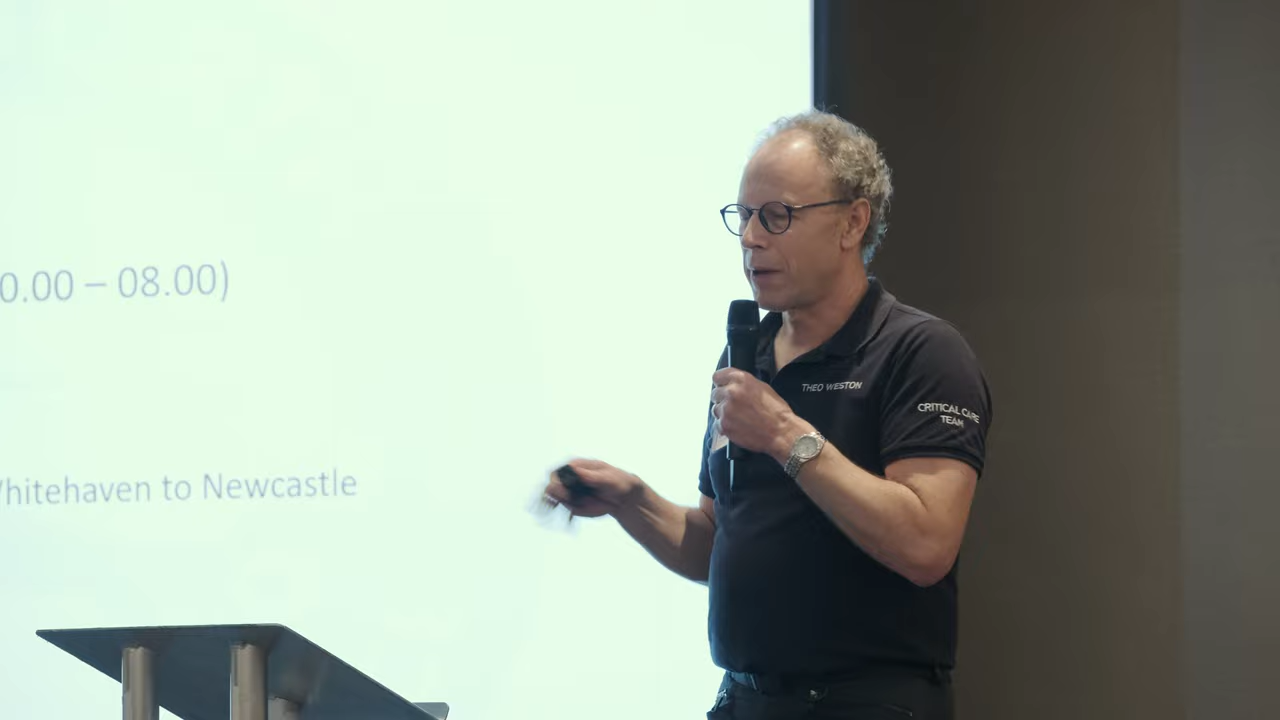 0.00 – 08.00)
Whitehaven to Newcastle
THEO WESTON
CRITICAL CARE
TEAM